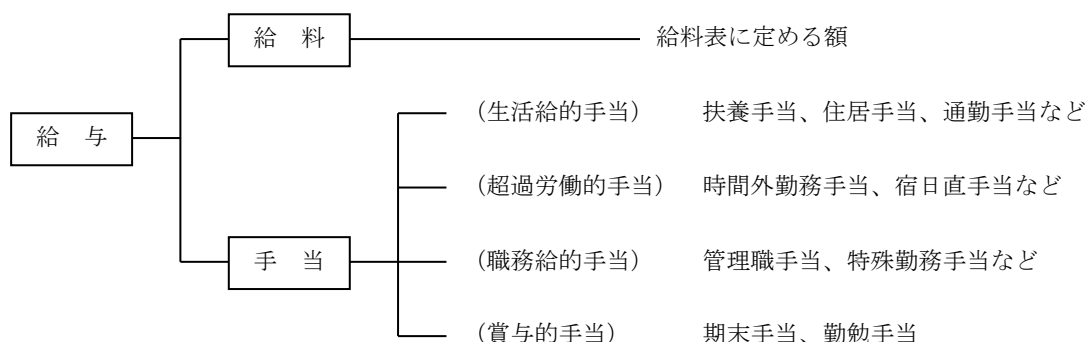 給　料　給料表に定める額
（生活給的手当）　扶養手当、住居手当、通勤手当など
給　与
（超過労働的手当）　時間外勤務手当、宿日直手当など
手　当　（職務給的手当）　管理職手当、特殊勤務手当など
（賞与的手当）　期末手当、勤勉手当